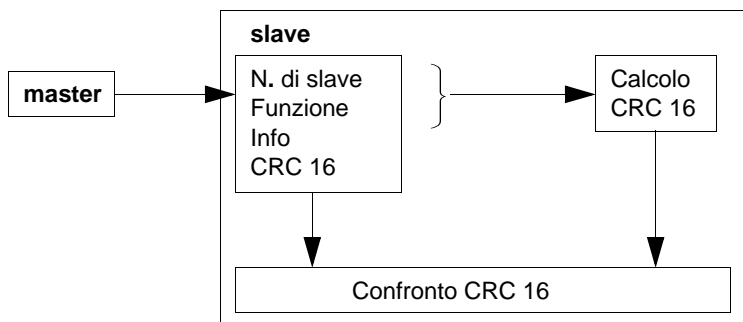 slave
master
N. di slave
Funzione
Info
CRC 16
Calcolo
CRC 16
Confronto CRC 16